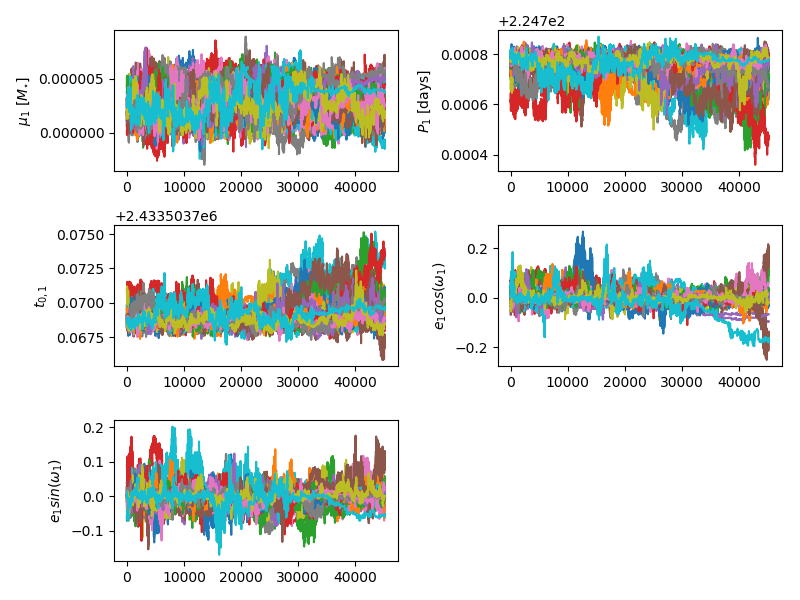 +2.247e2
μ₁ [M.]
0.000005
0.000000
0 10000 20000 30000 40000
P₁ [days]
0.0008
0.0006
0.0004
0 10000 20000 30000 40000
+2.4335037e6
t₀,₁
0.0750
0.0725
0.0700
0.0675
0 10000 20000 30000 40000
e₁cos(ω₁)
0.2
0.0
−0.2
0 10000 20000 30000 40000
e₁sin(ω₁)
0.2
0.1
0.0
−0.1
0 10000 20000 30000 40000